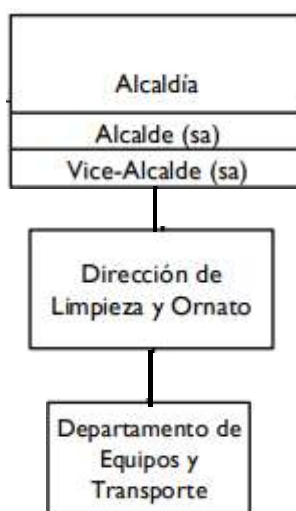 Alcaldía
Alcalde (sa)
Vice-Alcalde (sa)
Dirección de
Limpieza y Ornato
Departamento de
Equipos y
Transporte